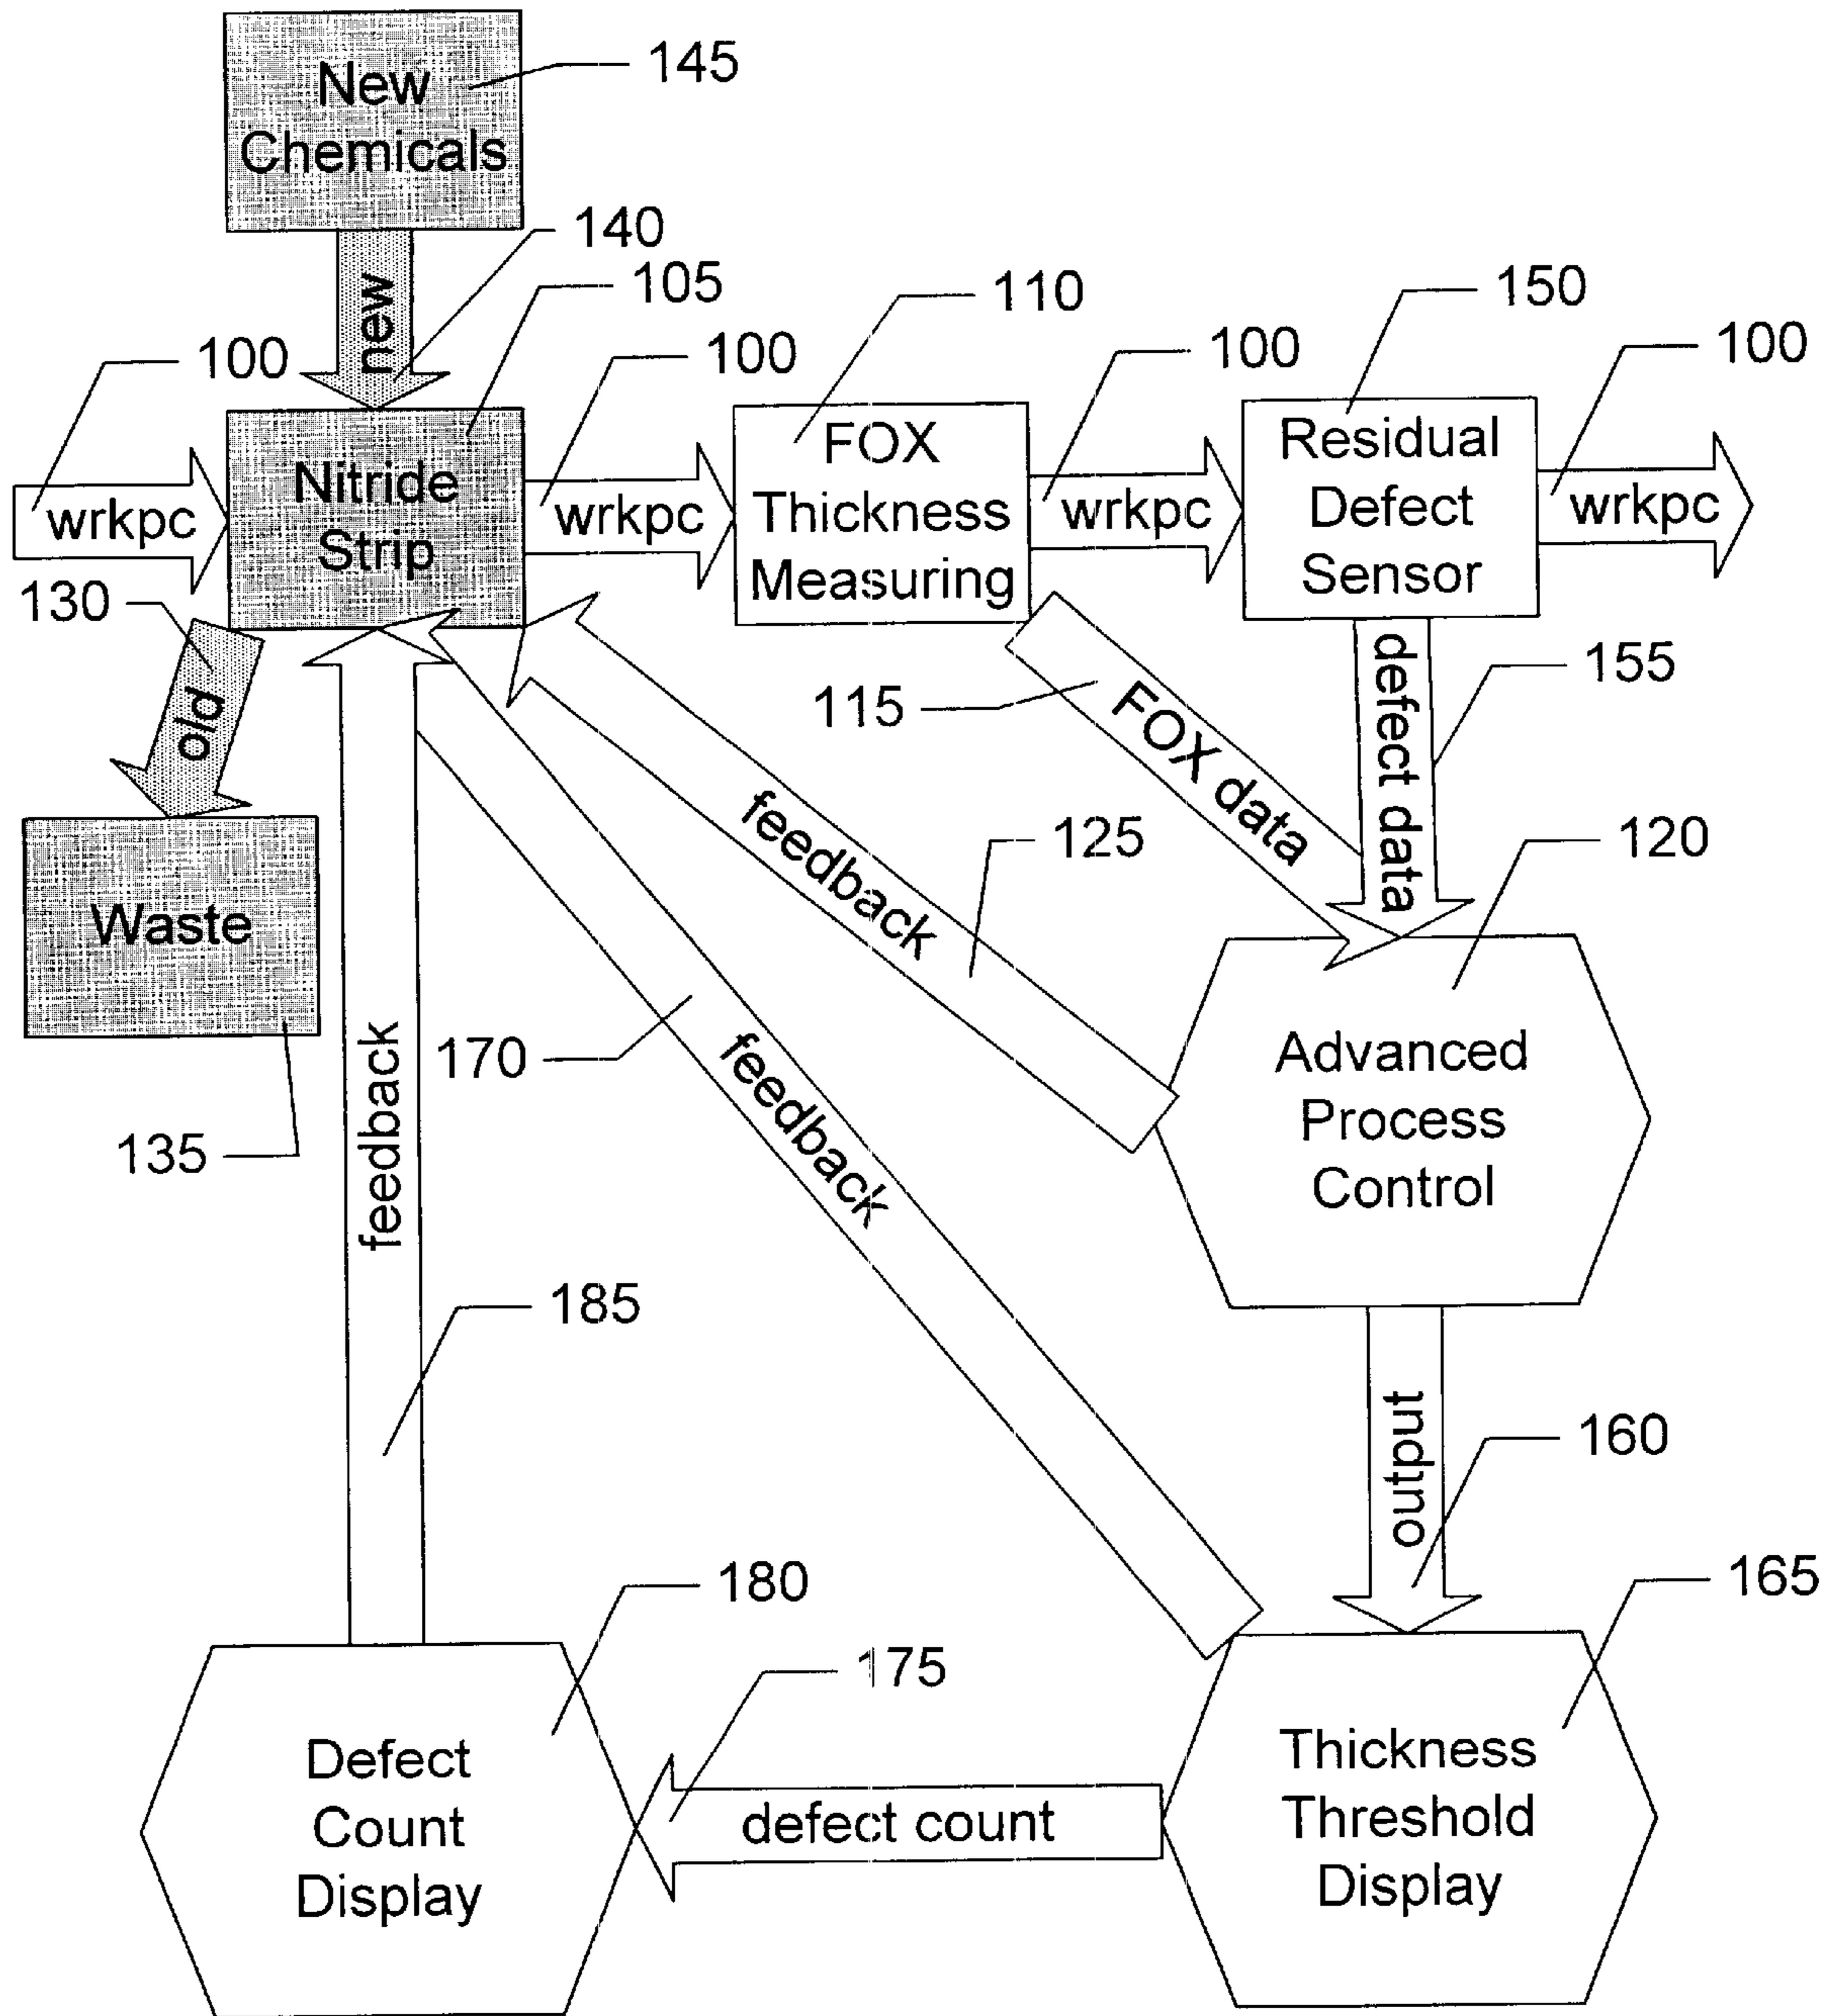 New
Chemicals
145
new
140
105
100
wrkpc
Nitride
Strip
100
wrkpc
110
FOX
Thickness
Measuring
100
wrkpc
150
Residual
Defect
Sensor
100
wrkpc
130
old
Waste
135
115
FOX data
defect data
155
feedback
125
120
Advanced
Process
Control
170
feedback
feedback
185
output
160
165
Thickness
Threshold
Display
175
defect count
180
Defect
Count
Display